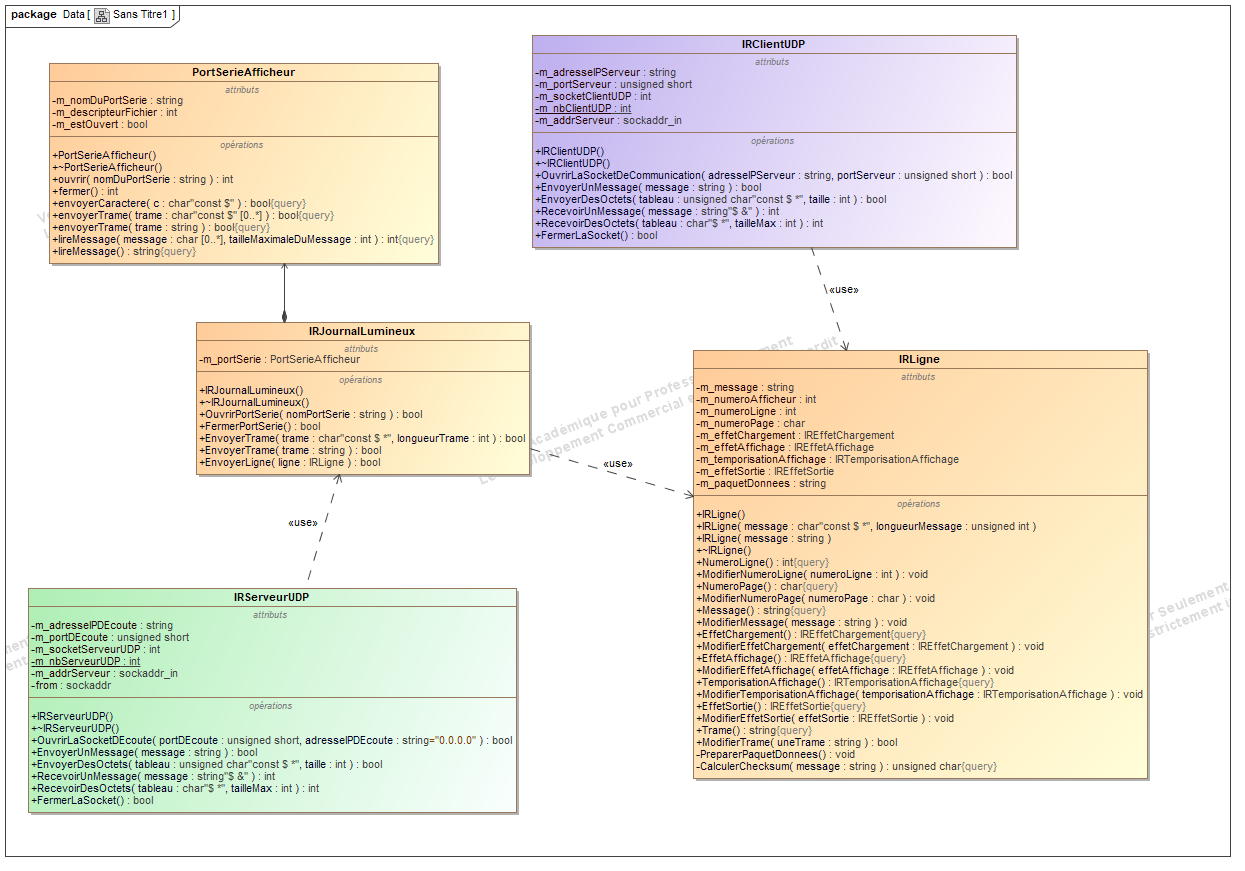 package Data [ Sans Titre1 ]
PortSerieAfficheur
attributs
-m_nomDuPortSerie : string
-m_descripteurFichier : int
-m_estOuvert : bool
opérations
+PortSerieAfficheur()
+~PortSerieAfficheur()
+ouvrir( nomDuPortSerie : string ) : int
+fermer() : int
+envoyerCaractere( c : char"const $" ) : bool{query}
+envoyerTrame( trame : char"const $" [0..*] ) : bool{query}
+envoyerTrame( trame : string ) : bool{query}
+lireMessage( message : char [0..*], tailleMaximaleDuMessage : int ) : int{query}
+lireMessage() : string{query}
IRClientUDP
attributs
-m_adresseIPServeur : string
-m_portServeur : unsigned short
-m_socketClientUDP : int
-m_nbClientUDP : int
-m_addrServeur : sockaddr_in
opérations
+IRClientUDP()
+~IRClientUDP()
+OuvrirLaSocketDeCommunication( adresseIPServeur : string, portServeur : unsigned short ) : bool
+EnvoyerUnMessage( message : string ) : bool
+EnvoyerDesOctets( tableau : unsigned char"const $ *", taille : int ) : bool
+RecevoirUnMessage( message : string"$ &" ) : int
+RecevoirDesOctets( tableau : char"$ *", tailleMax : int ) : int
+FermerLaSocket() : bool
«use»
IRJournalLumineux
attributs
-m_portSerie : PortSerieAfficheur
opérations
+IRJournalLumineux()
+~IRJournalLumineux()
+OuvrirPortSerie( nomPortSerie : string ) : bool
+FermerPortSerie() : bool
+EnvoyerTrame( trame : char"const $ *", longueurTrame : int ) : bool
+EnvoyerTrame( trame : string ) : bool
+EnvoyerLigne( ligne : IRLigne ) : bool
«use»
«use»
IRLigne
attributs
-m_message : string
-m_numeroAfficheur : int
-m_numeroLigne : int
-m_numeroPage : char
-m_effetChargement : IREffetChargement
-m_effetAffichage : IREffetAffichage
-m_temporisationAffichage : IRTemporisationAffichage
-m_effetSortie : IREffetSortie
-m_paquetDonnees : string
opérations
+IRLigne()
+IRLigne( message : char"const $ *", longueurMessage : unsigned int )
+IRLigne( message : string )
+~IRLigne()
+NumeroLigne() : int{query}
+ModifierNumeroLigne( numeroLigne : int ) : void
+NumeroPage() : char{query}
+ModifierNumeroPage( numeroPage : char ) : void
+Message() : string{query}
+ModifierMessage( message : string ) : void
+EffetChargement() : IREffetChargement{query}
+ModifierEffetChargement( effetChargement : IREffetChargement ) : void
+EffetAffichage() : IREffetAffichage{query}
+ModifierEffetAffichage( effetAffichage : IREffetAffichage ) : void
+TemporisationAffichage() : IRTemporisationAffichage{query}
+ModifierTemporisationAffichage( temporisationAffichage : IRTemporisationAffichage ) : void
+EffetSortie() : IREffetSortie{query}
+ModifierEffetSortie( effetSortie : IREffetSortie ) : void
+Trame() : string{query}
+ModifierTrame( uneTrame : string ) : bool
-PreparerPaquetDonnees() : void
-CalculerChecksum( message : string ) : unsigned char{query}
IRServeurUDP
attributs
-m_adresseIPDEcoute : string
-m_portDEcoute : unsigned short
-m_socketServeurUDP : int
-m_nbServeurUDP : int
-m_addrServeur : sockaddr_in
-from : sockaddr
opérations
+IRServeurUDP()
+~IRServeurUDP()
+OuvrirLaSocketDEcoute( portDEcoute : unsigned short, adresseIPDEcoute : string="0.0.0.0" ) : bool
+EnvoyerUnMessage( message : string ) : bool
+EnvoyerDesOctets( tableau : unsigned char"const $ *", taille : int ) : bool
+RecevoirUnMessage( message : string"$ &" ) : int
+RecevoirDesOctets( tableau : char"$ *", tailleMax : int ) : int
+FermerLaSocket() : bool